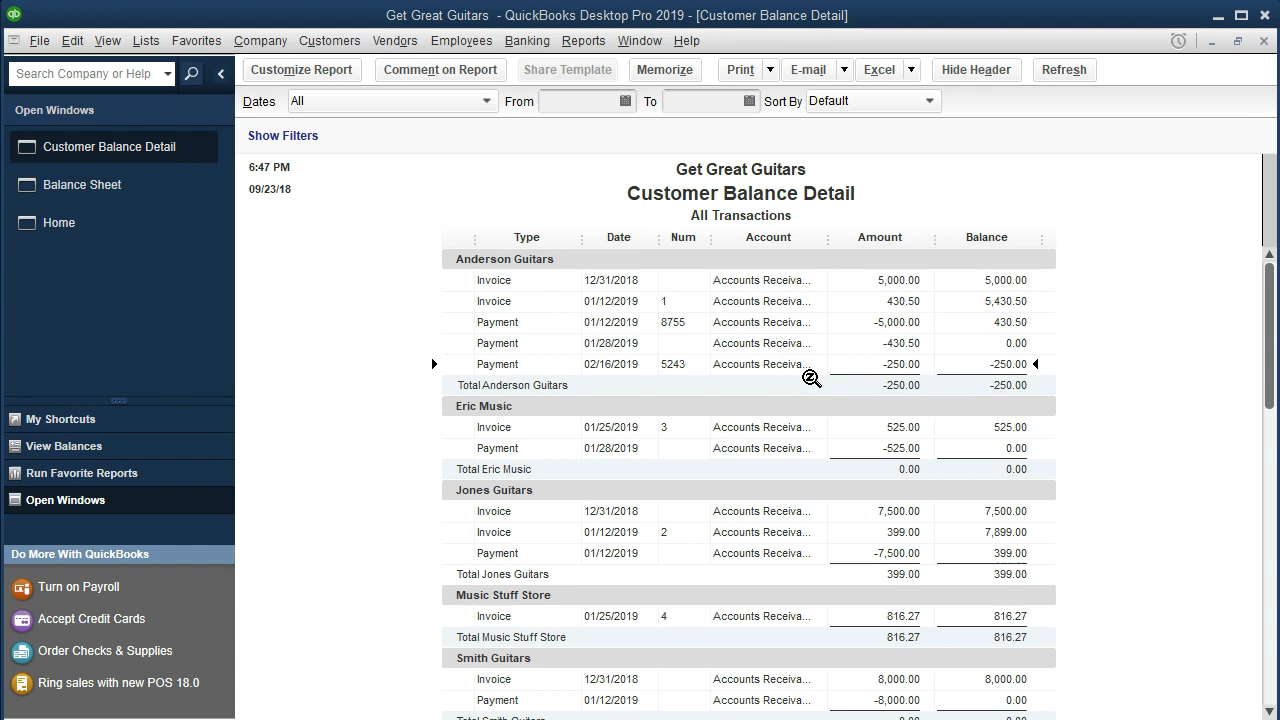 Get Great Guitars - QuickBooks Desktop Pro 2019 - [Customer Balance Detail]
File Edit View Lists Favorites Company Customers Vendors Employees Banking Reports Window Help
Search Company or Help
Customize Report Comment on Report Share Template Memorize Print E-mail Excel Hide Header Refresh
Dates All From To Sort By Default
Open Windows
Show Filters
Customer Balance Detail
Balance Sheet
Home
My Shortcuts
View Balances
Run Favorite Reports
Open Windows
Do More With QuickBooks
Turn on Payroll
Accept Credit Cards
Order Checks & Supplies
Ring sales with new POS 18.0
6:47 PM
09/23/18
Get Great Guitars
Customer Balance Detail
All Transactions
Type Date Num Account Amount Balance
Anderson Guitars
Invoice 12/31/2018 Accounts Receiva... 5,000.00 5,000.00
Invoice 01/12/2019 1 Accounts Receiva... 430.50 5,430.50
Payment 01/12/2019 8755 Accounts Receiva... -5,000.00 430.50
Payment 01/28/2019 Accounts Receiva... -430.50 0.00
Payment 02/16/2019 5243 Accounts Receiva... -250.00 -250.00
Total Anderson Guitars -250.00 -250.00
Eric Music
Invoice 01/25/2019 3 Accounts Receiva... 525.00 525.00
Payment 01/28/2019 Accounts Receiva... -525.00 0.00
Total Eric Music 0.00 0.00
Jones Guitars
Invoice 12/31/2018 Accounts Receiva... 7,500.00 7,500.00
Invoice 01/12/2019 2 Accounts Receiva... 399.00 7,899.00
Payment 01/12/2019 Accounts Receiva... -7,500.00 399.00
Total Jones Guitars 399.00 399.00
Music Stuff Store
Invoice 01/25/2019 4 Accounts Receiva... 816.27 816.27
Total Music Stuff Store 816.27 816.27
Smith Guitars
Invoice 12/31/2018 Accounts Receiva... 8,000.00 8,000.00
Payment 01/12/2019 Accounts Receiva... -8,000.00 0.00
Total Smith Guitars 0.00 0.00